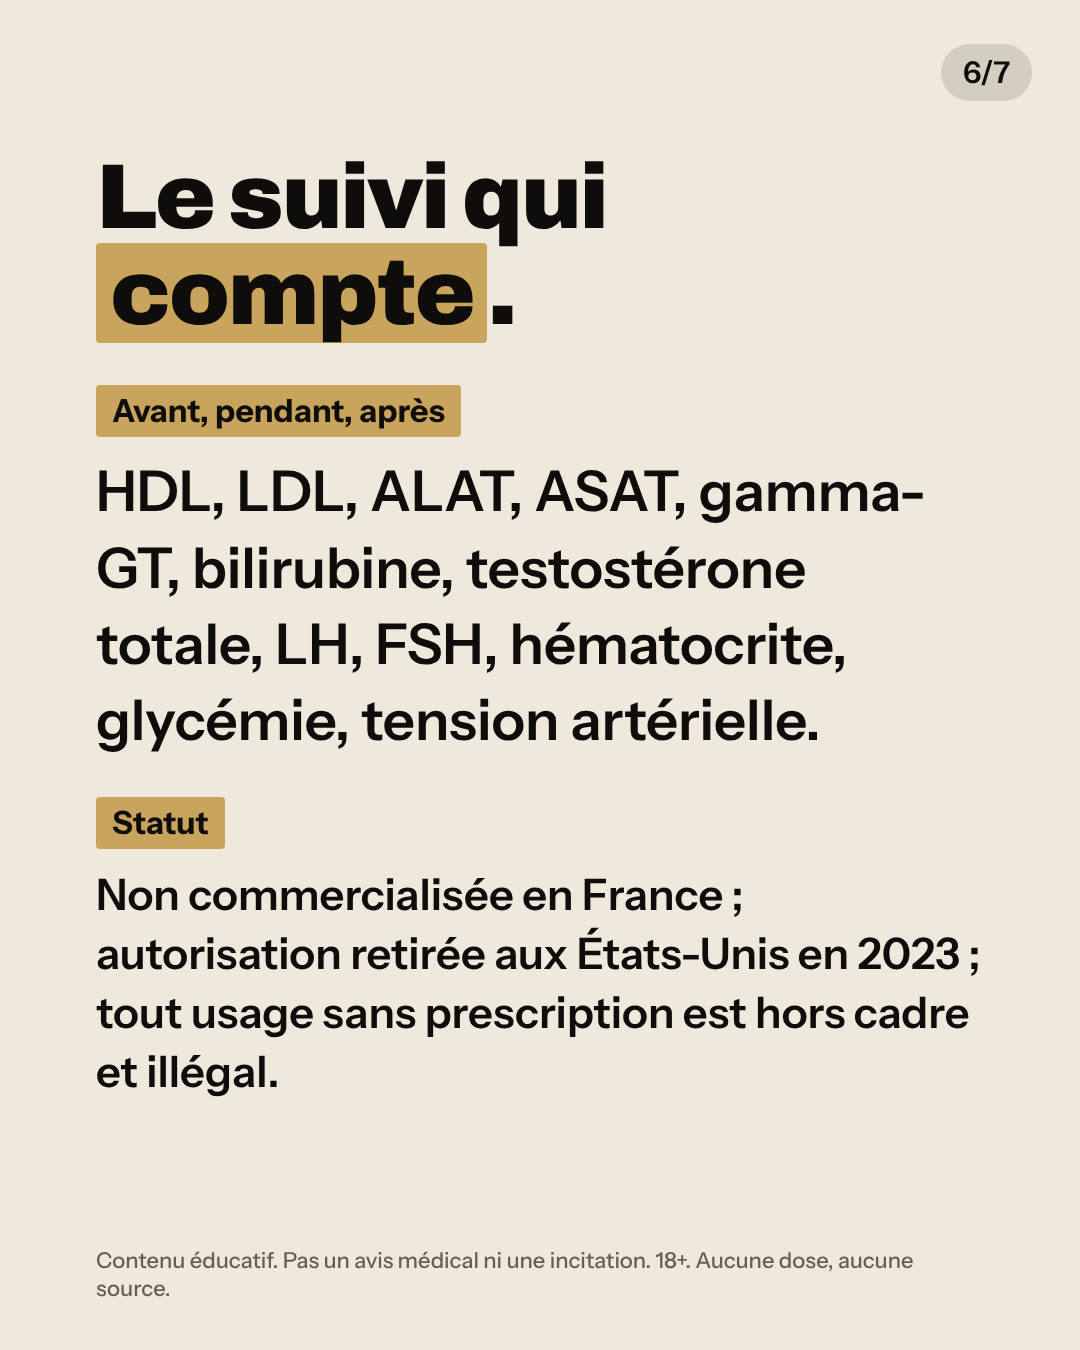 6/7
Le suivi qui
compte.
Avant, pendant, après
HDL, LDL, ALAT, ASAT, gamma-
GT, bilirubine, testostérone
totale, LH, FSH, hématocrite,
glycémie, tension artérielle.
Statut
Non commercialisée en France ;
autorisation retirée aux États-Unis en 2023 ;
tout usage sans prescription est hors cadre
et illégal.
Contenu éducatif. Pas un avis médical ni une incitation. 18+. Aucune dose, aucune
source.